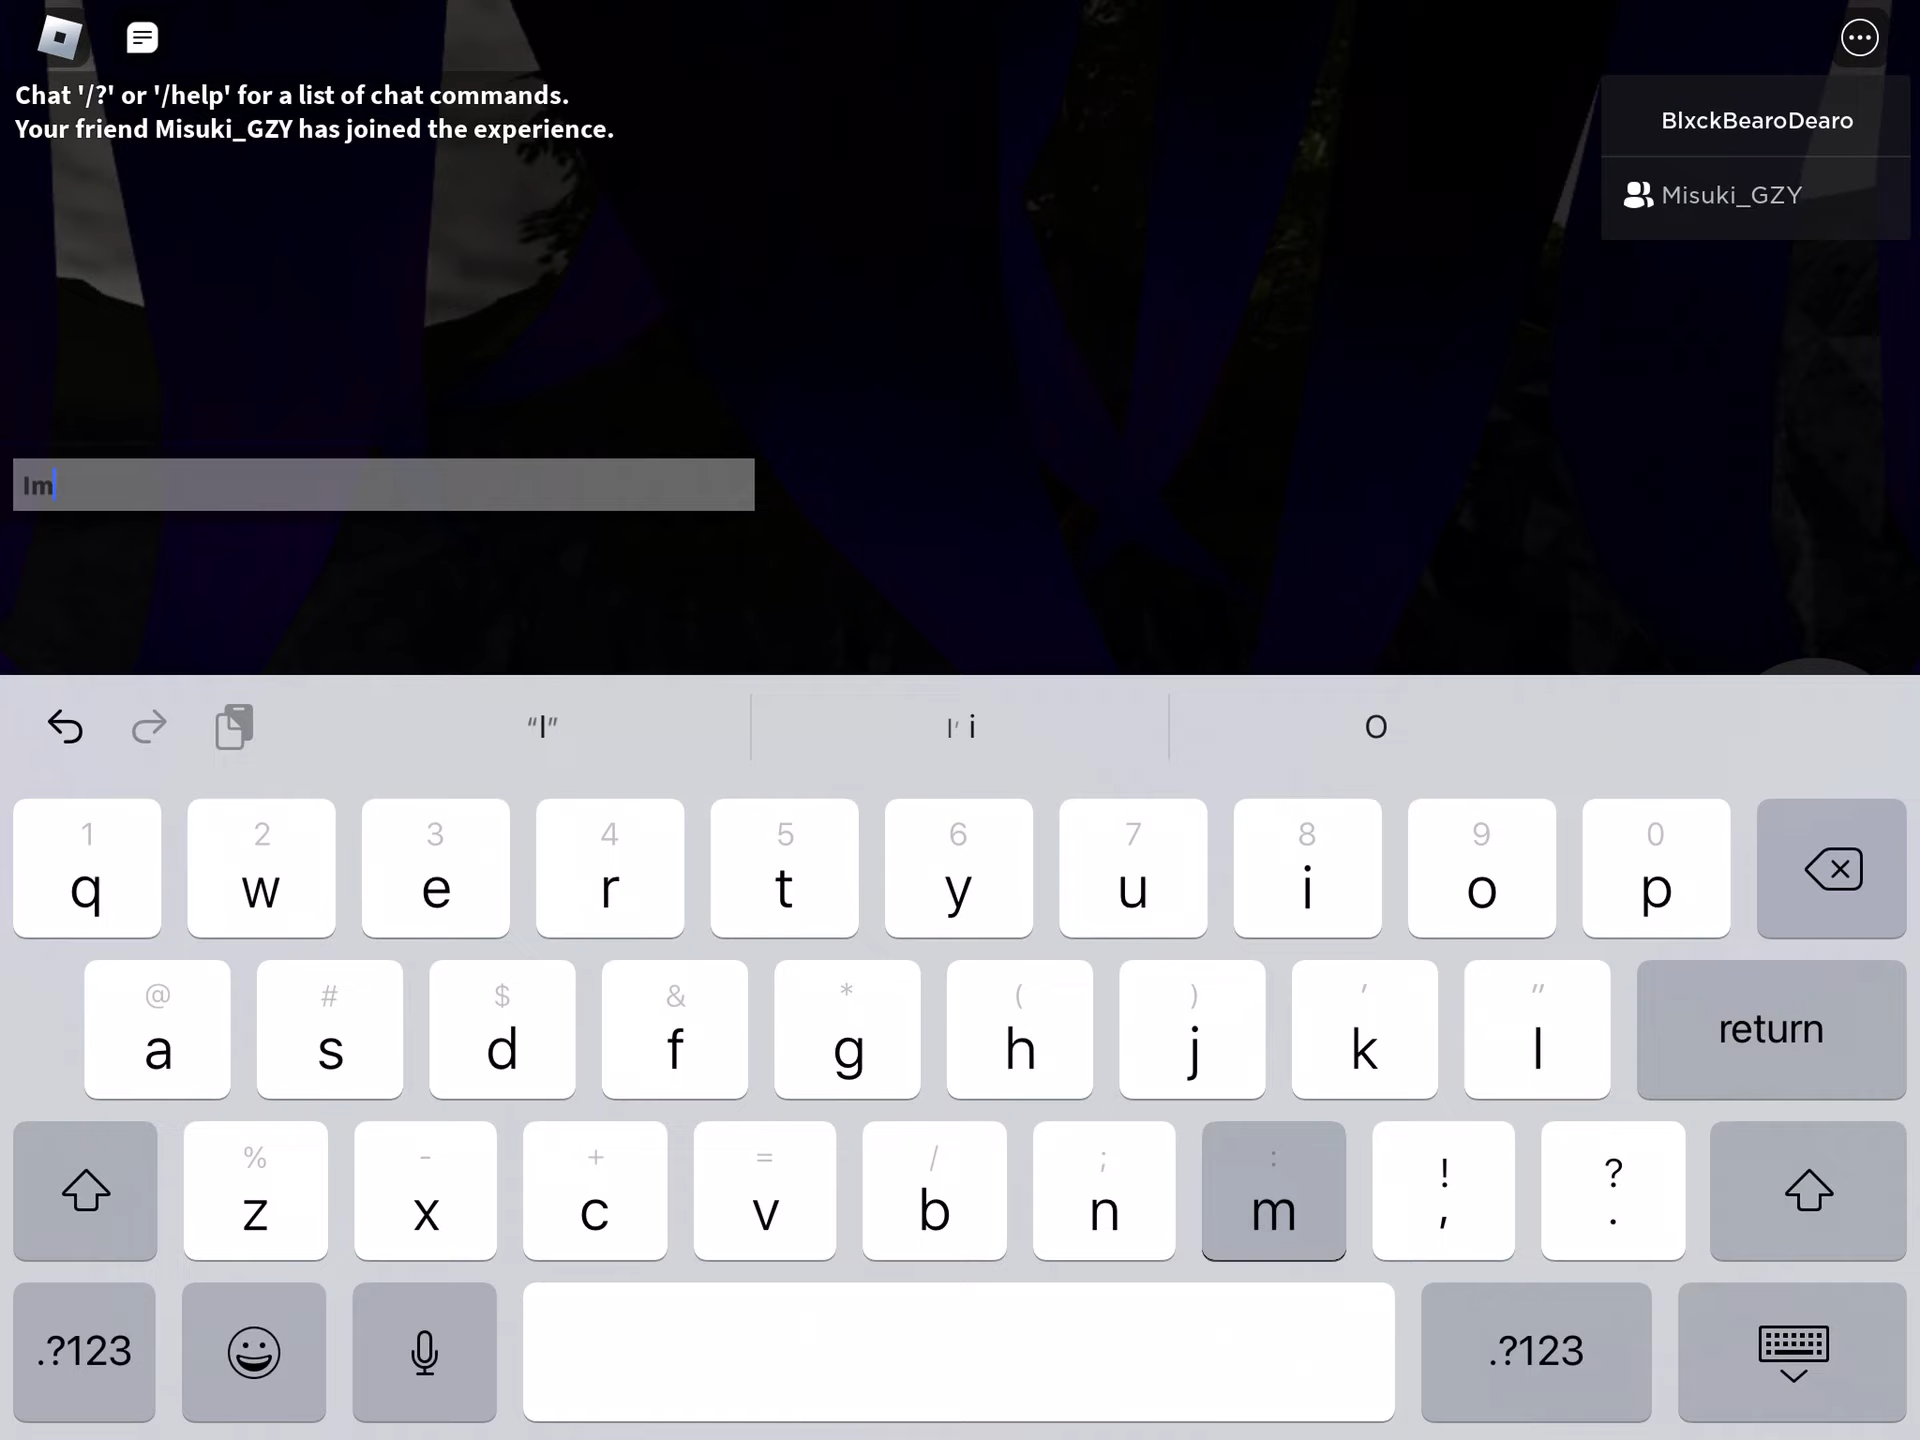 Chat '/?' or '/help' for a list of chat commands.
Your friend Misuki_GZY has joined the experience.
BlxckBearoDearo
Misuki_GZY
Im
“I” I’ i O
1 2 3 4 5 6 7 8 9 0
q w e r t y u i o p
@ # $ & * ( ) ' "
a s d f g h j k l return
% - + = / ; : ! ?
z x c v b n m , .
.?123 .?123